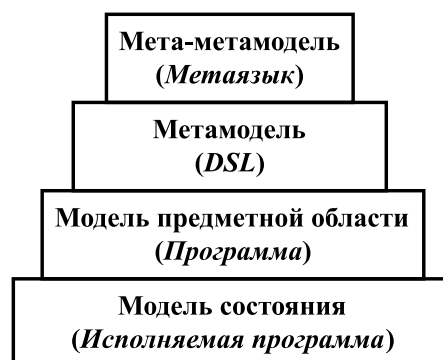 Мета-метамодель
(Метаязык)
Метамодель
(DSL)
Модель предметной области
(Программа)
Модель состояния
(Исполняемая программа)